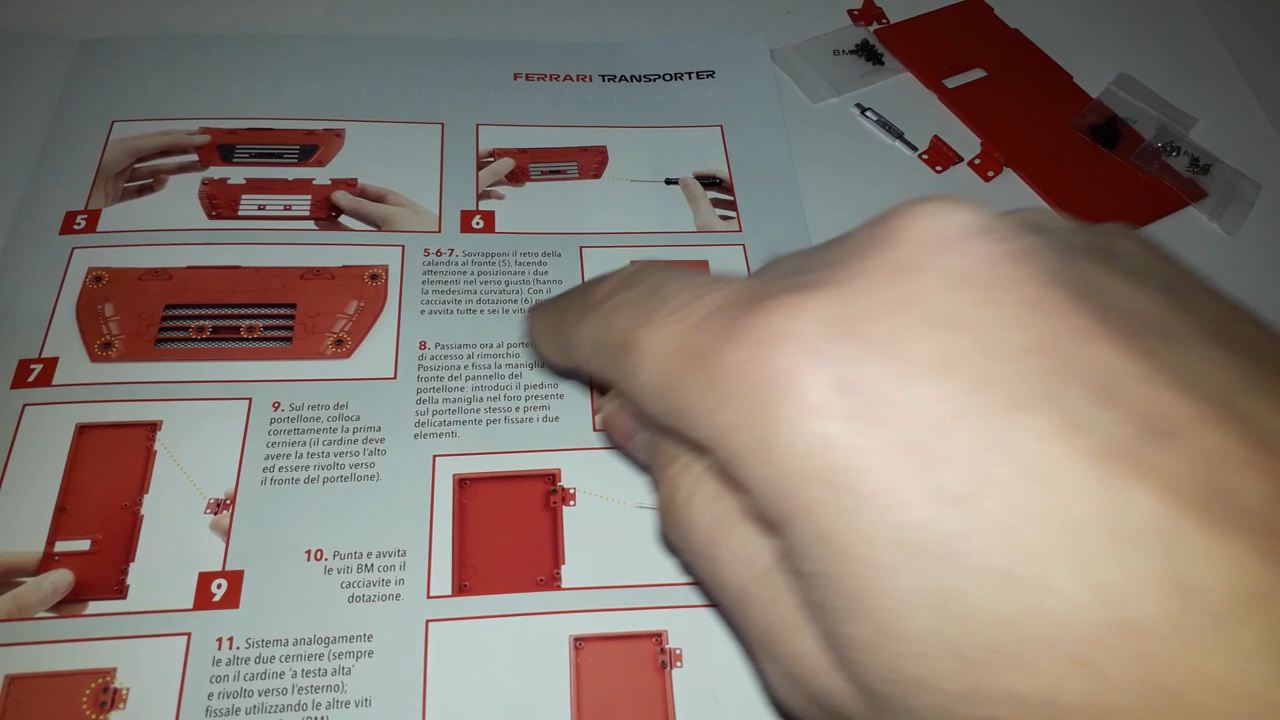 FERRARI TRANSPORTER
BM
5
6
5-6-7. Sovrapponi il retro della
calandra al fronte (5), facendo
attenzione a posizionare i due
elementi nel verso giusto (hanno
la medesima curvatura). Con il
cacciavite in dotazione (6)
e avvita tutte e sei le viti
7
8. Passiamo ora al
di accesso al rimorchio.
Posiziona e fissa la maniglia
fronte del pannello del
portellone: introduci il piedino
della maniglia nel foro presente
sul portellone stesso e premi
delicatamente per fissare i due
elementi.
9. Sul retro del
portellone, colloca
correttamente la prima
cerniera (il cardine deve
avere la testa verso l'alto
ed essere rivolto verso
il fronte del portellone).
9
10. Punta e avvita
le viti BM con il
cacciavite in
dotazione.
11. Sistema analogamente
le altre due cerniere (sempre
con il cardine 'a testa alta'
e rivolto verso l'esterno);
fissale utilizzando le altre viti
(BM)